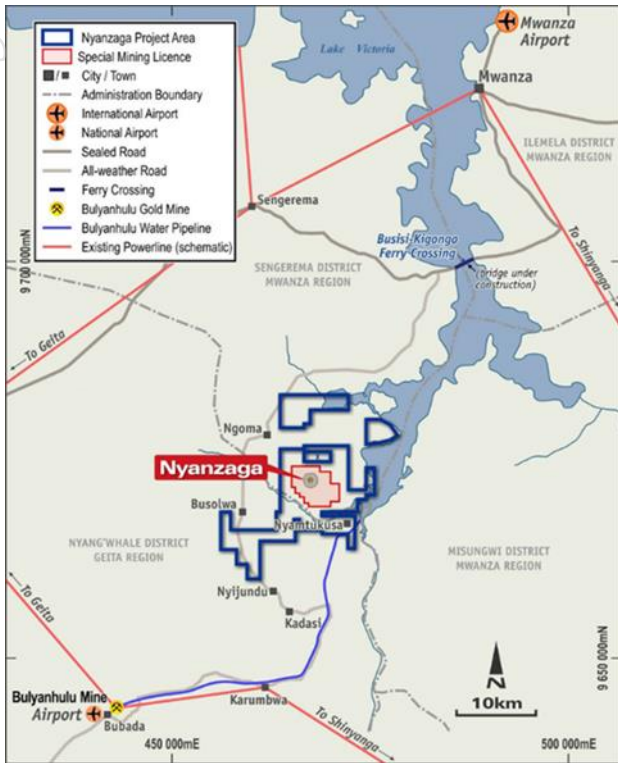 Nyanzaga Project Area
Special Mining Licence
City / Town
Administration Boundary
International Airport
National Airport
Sealed Road
All-weather Road
Ferry Crossing
Bulyanhulu Gold Mine
Bulyanhulu Water Pipeline
Existing Powerline (schematic)
Lake Victoria
Mwanza
Airport
Mwanza
ILEMELA DISTRICT
MWANZA REGION
Sengerema
To Shinyanga
Busisi-Kigonga
Ferry Crossing
(bridge under
construction)
9 700 000mN
SENGEREMA DISTRICT
MWANZA REGION
To Geita
Ngoma
Nyanzaga
Busolwa
Nyamtukusa
NYANG'WHALE DISTRICT
GEITA REGION
MISUNGWI DISTRICT
MWANZA REGION
To Geita
Nyijundu
Kadasi
9 650 000mN
N
10km
Bulyanhulu Mine
Airport
Bubada
Karumbwa
To Shinyanga
450 000mE
500 000mE